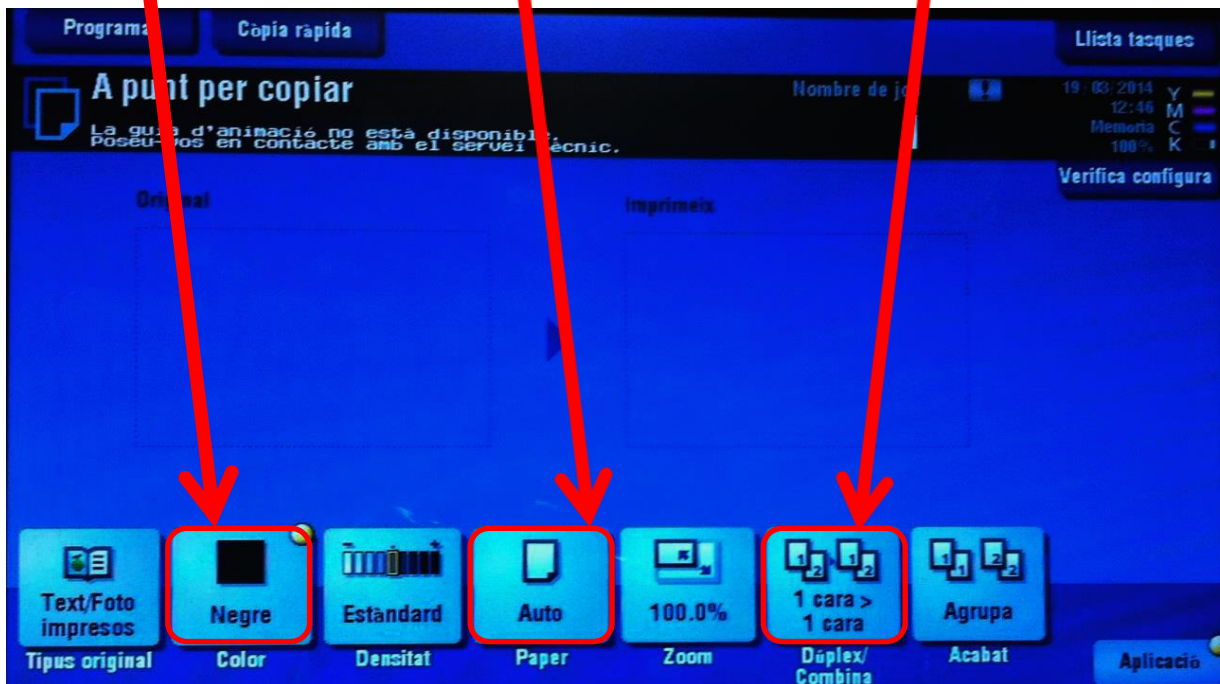 Programa
Còpia ràpida
Llista tasques
A punt per copiar
Nombre de
19/03/2014
12:46
Memoria
100%
Y
M
C
K
La guia d'animació no està disponible.
Poseu-vos en contacte amb el servei tècnic.
Verifica configura
Original
Imprimeix
Text/Foto
impresos
Negre
Estàndard
Auto
100.0%
1 cara >
1 cara
Agrupa
Tipus original
Color
Densitat
Paper
Zoom
Dúplex/
Combina
Acabat
Aplicació